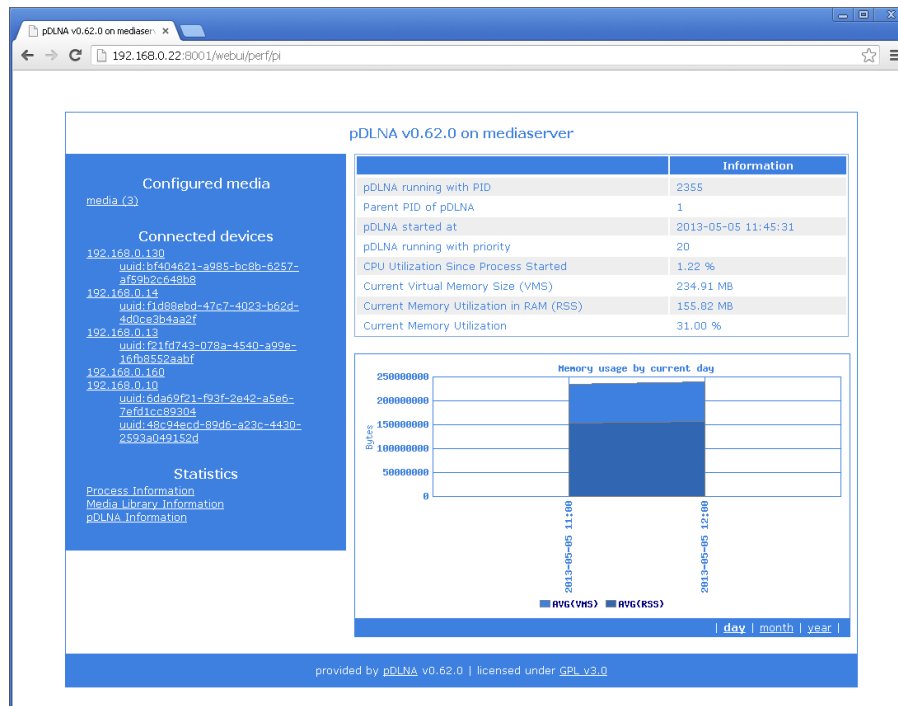 pDLNA v0.62.0 on mediaserv
192.168.0.22:8001/webui/perf/pi
pDLNA v0.62.0 on mediaserver
Configured media
media (3)
Connected devices
192.168.0.130
uuid:bf404621-a985-bc8b-6257-
af59b2c648b8
192.168.0.14
uuid:f1d88ebd-47c7-4023-b62d-
4d0ce3b4aa2f
192.168.0.13
uuid:f21fd743-078a-4540-a99e-
16fb8552aabf
192.168.0.160
192.168.0.10
uuid:6da69f21-f93f-2e42-a5e6-
7efd1cc89304
uuid:48c94ecd-89d6-a23c-4430-
2593a049152d
Statistics
Process Information
Media Library Information
pDLNA Information
Information
pDLNA running with PID 2355
Parent PID of pDLNA 1
pDLNA started at 2013-05-05 11:45:31
pDLNA running with priority 20
CPU Utilization Since Process Started 1.22 %
Current Virtual Memory Size (VMS) 234.91 MB
Current Memory Utilization in RAM (RSS) 155.82 MB
Current Memory Utilization 31.00 %
Memory usage by current day
Bytes
250000000
200000000
150000000
100000000
50000000
0
2013-05-05 11:00
2013-05-05 12:00
AVG(VMS) AVG(RSS)
| day | month | year |
provided by pDLNA v0.62.0 | licensed under GPL v3.0